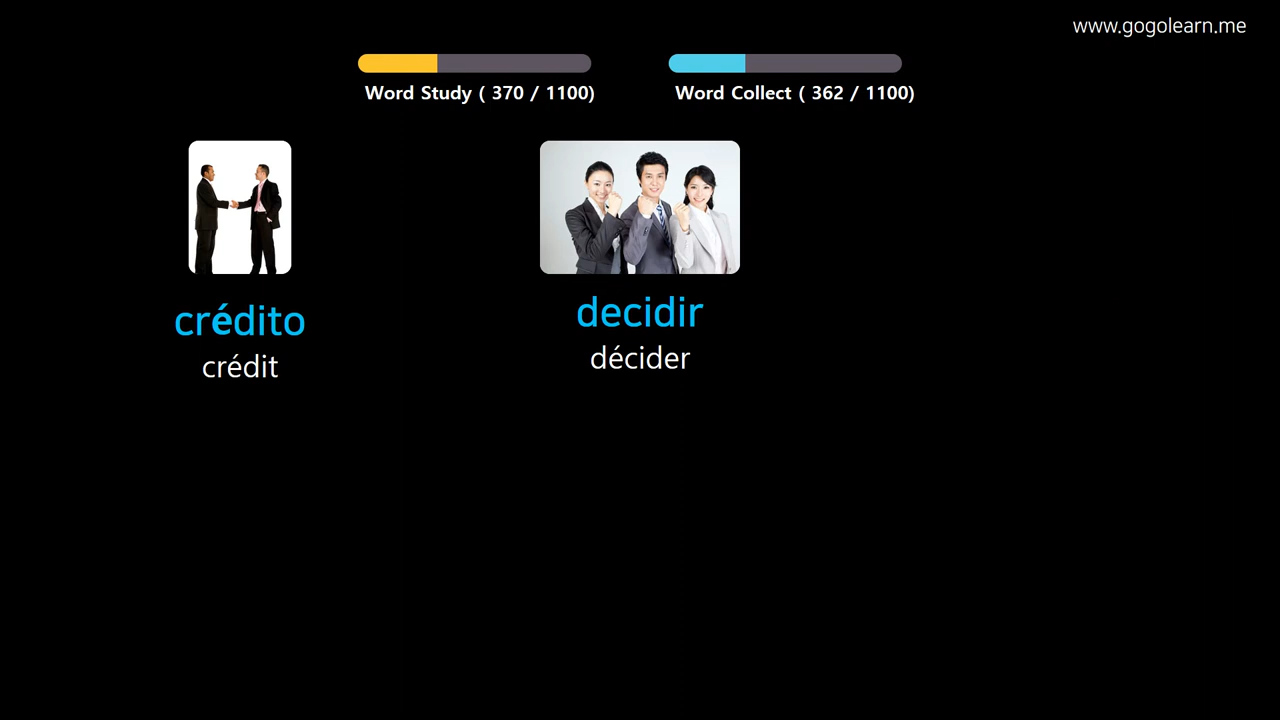 www.gogolearn.me
Word Study ( 370 / 1100)
Word Collect ( 362 / 1100)
crédito
crédit
decidir
décider